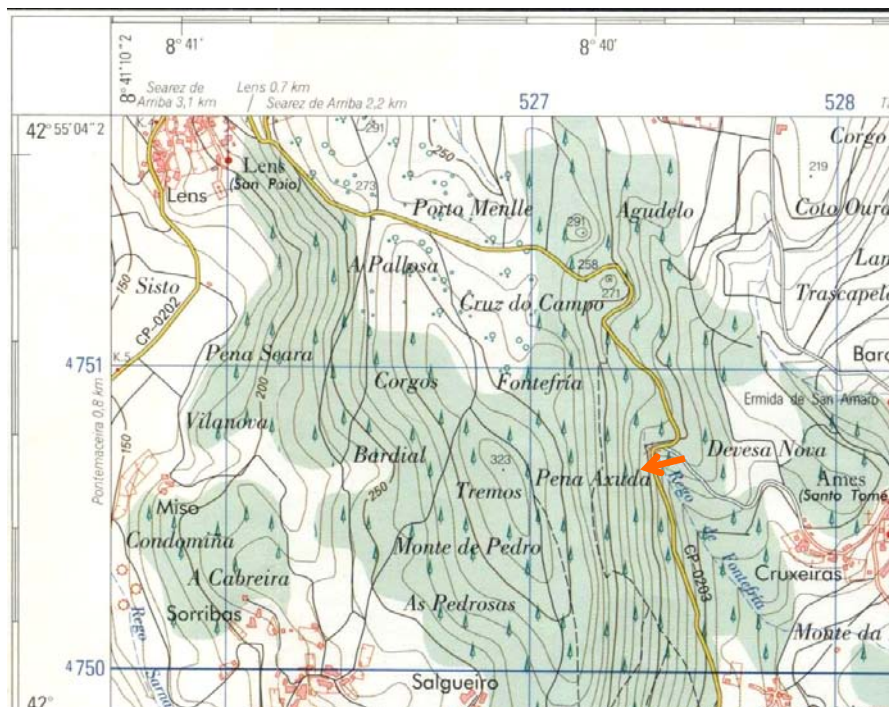 8° 41'
8° 40'
8° 41' 10" 2
Searez de
Arriba 3,1 km
Lens 0.7 km
Searez de Arriba 2,2 km
527
528
42° 55' 04" 2
K.4
291
250
Corgo
Lens
(San Paio)
273
219
Lens
Porto Menlle
Agudelo
Coto Oura
291
150
A Pallosa
258
Lam
Sisto
271
Cruz do Campo
Trascapelo
CP-0202
Pena Seara
K.5
Bard
4751
200
Corgos
Fontefría
Ermida de San Amaro
Pontemaceira 0,8 km
Vilanova
150
Bardial
323
Devesa Nova
Pena Axuda
Ames
(Santo Tomé
Tremos
250
Miso
Rego de Fontefría
Condomiña
Monte de Pedro
CP-0203
Cruxeiras
A Cabreira
As Pedrosas
Sorribas
Rego
Monte da
4750
Salgueiro
42°